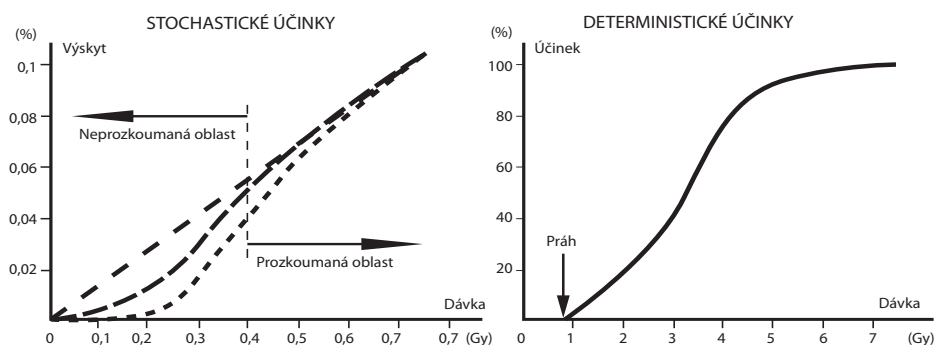 STOCHASTICKÉ ÚČINKY
(%)
Výskyt
0,1
0,08
Neprozkoumaná oblast
0,06
0,04
Prozkoumaná oblast
0,02
Dávka
0 0,1 0,2 0,3 0,4 0,5 0,6 0,7 0,7 (Gy)
DETERMINISTICKÉ ÚČINKY
(%)
Účinek
100
80
60
40
Práh
20
Dávka
0 1 2 3 4 5 6 7 (Gy)